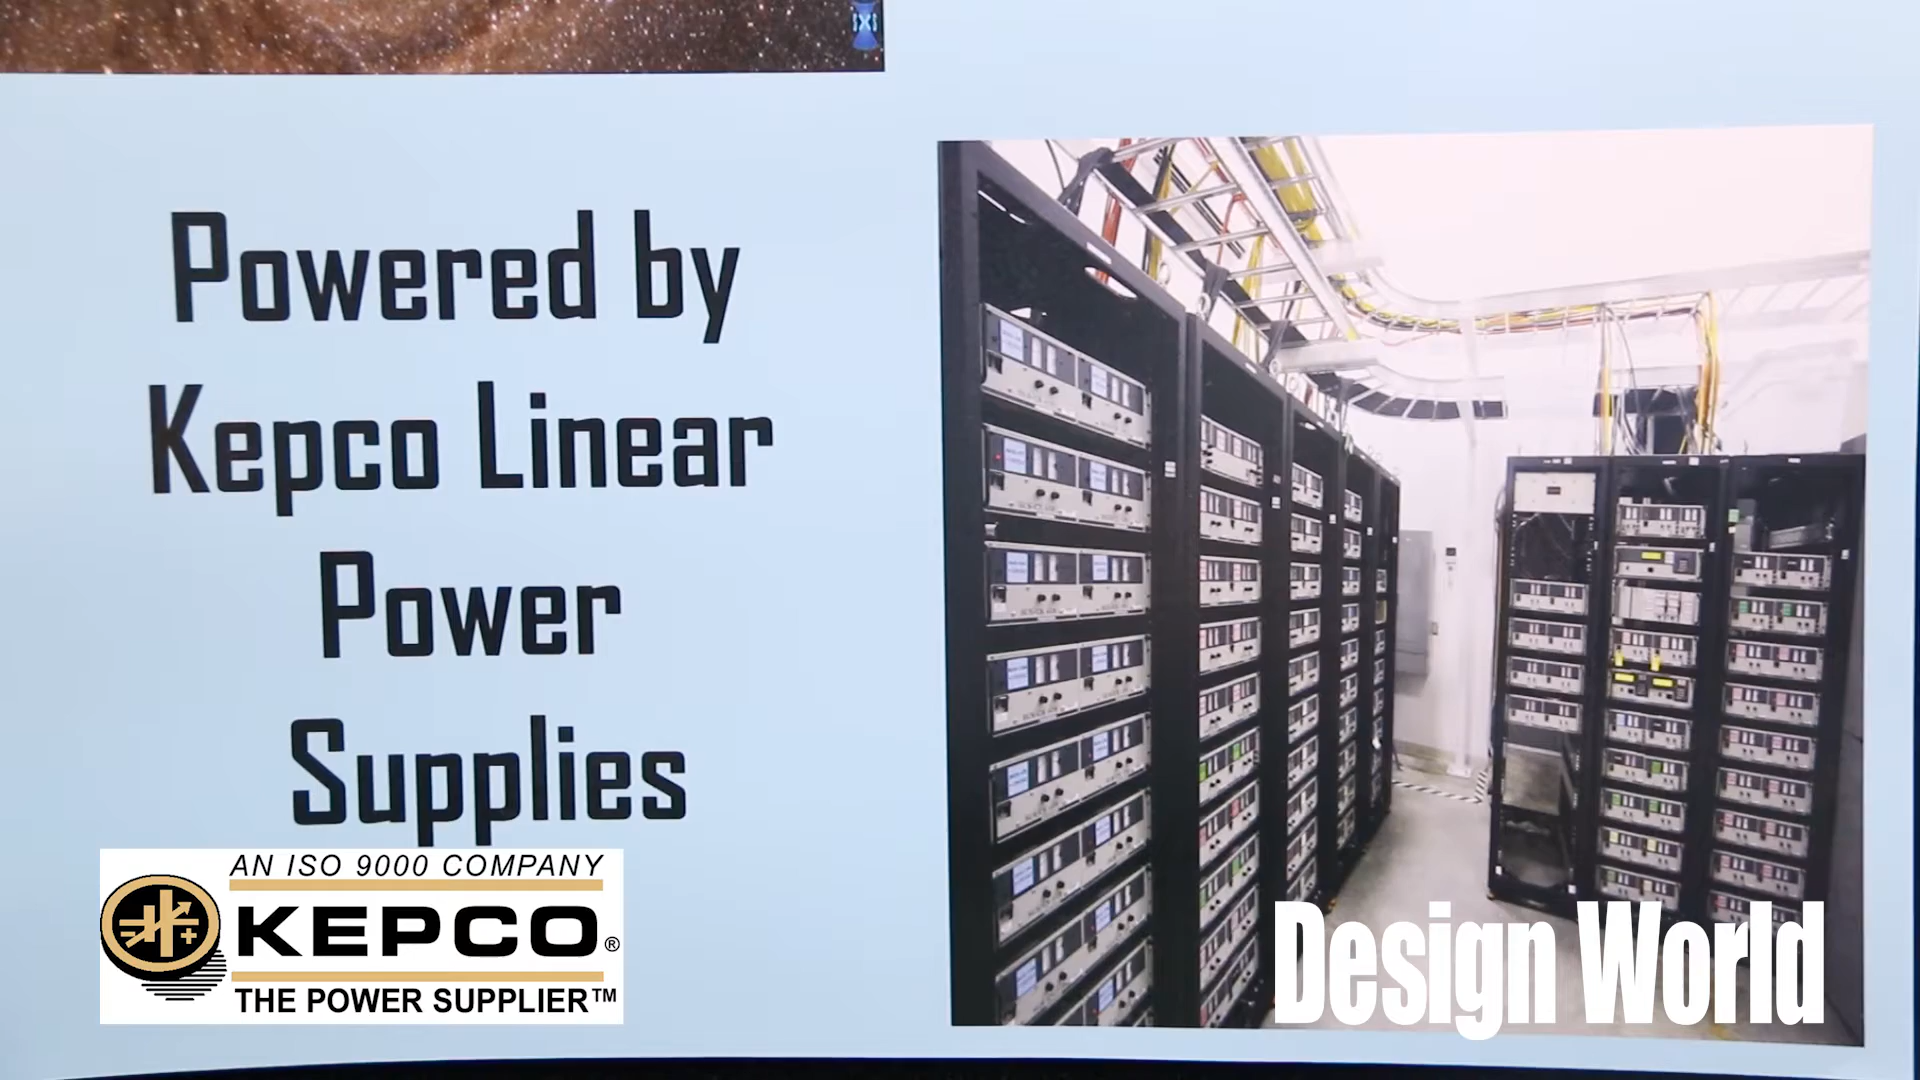 Powered by
Kepco Linear
Power
Supplies
AN ISO 9000 COMPANY
KEPCO®
THE POWER SUPPLIER™
Design World